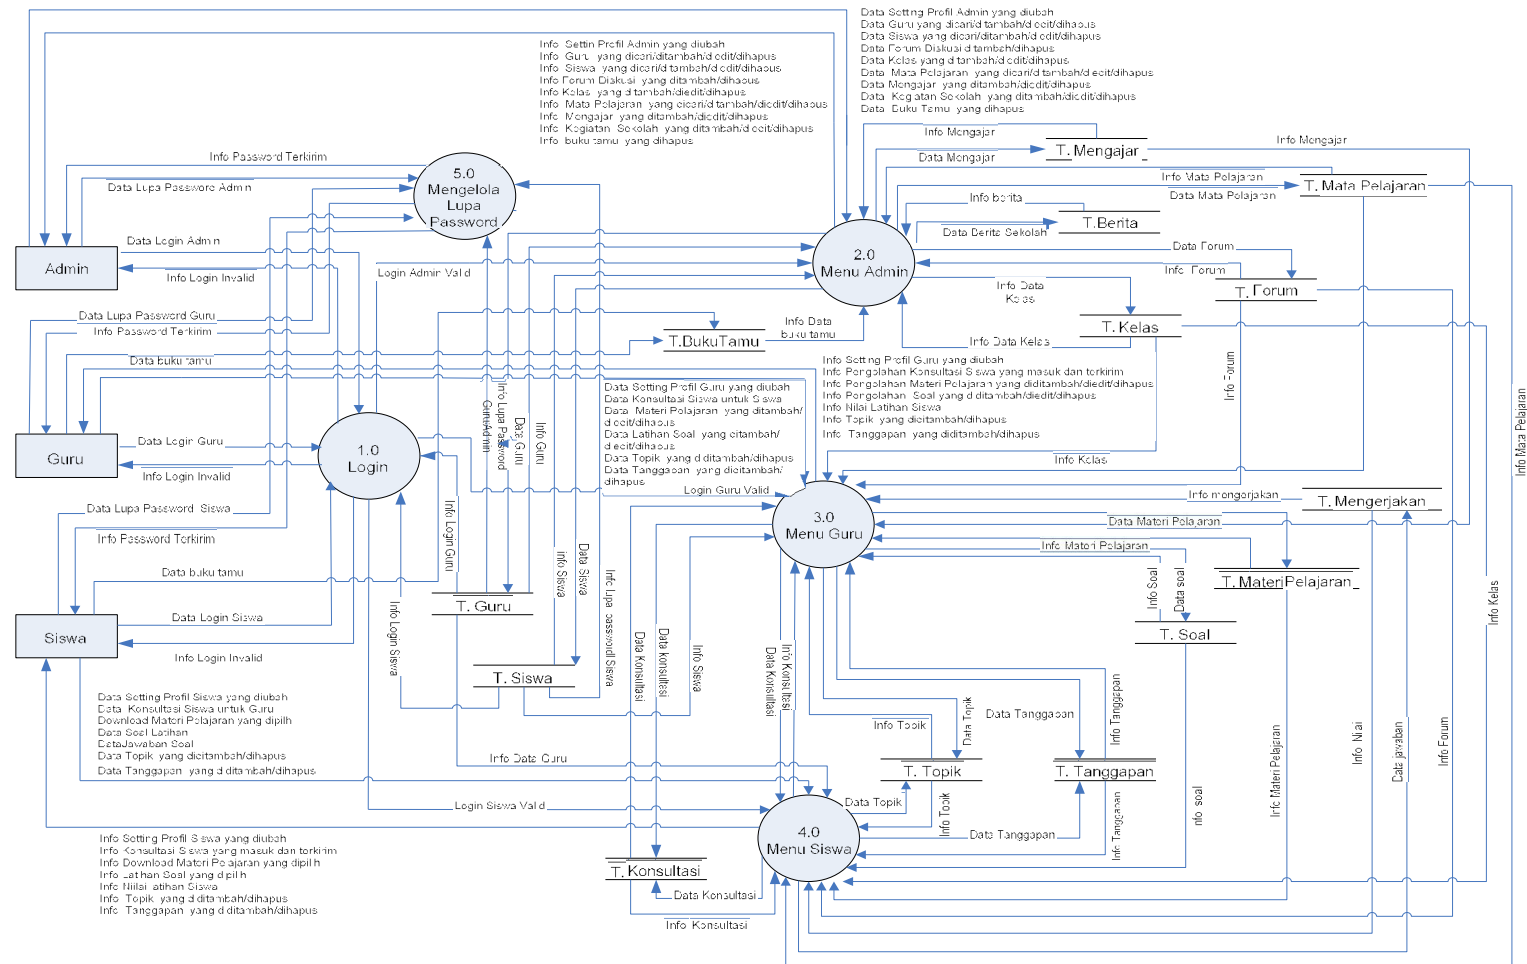 Data Setting Profil Admin yang diubah
Data Guru yang dicari/ditambah/diedit/dihapus
Data Siswa yang dicari/ditambah/diedit/dihapus
Data Forum Diskusi ditambah/dihapus
Data Kelas yang ditambah/diedit/dihapus
Data Mata Pelajaran yang dicari/ditambah/diedit/dihapus
Data Mengajar yang ditambah/diedit/dihapus
Data Kegiatan Sekolah yang ditambah/diedit/dihapus
Data Buku Tamu yang dihapus
Info Settin Profil Admin yang diubah
Info Guru yang dicari/ditambah/diedit/dihapus
Info Siswa yang dicari/ditambah/diedit/dihapus
Info Forum Diskusi yang ditambah/dihapus
Info Kelas yang ditambah/diedit/dihapus
Info Mata Pelajaran yang dicari/ditambah/diedit/dihapus
Info Mengajar yang ditambah/diedit/dihapus
Info Kegiatan Sekolah yang ditambah/diedit/dihapus
Info buku tamu yang dihapus
Info Mengajar
Data Mengajar
T. Mengajar
Info Mengajar
Info Mata Pelajaran
Data Mata Pelajaran
T. Mata Pelajaran
Info berita
Data Berita Sekolah
T.Berita
Data Forum
Info Forum
T. Forum
Info Data
Kelas
T. Kelas
Info Data Kelas
Info Password Terkirim
Data Lupa Password Admin
5.0
Mengelola
Lupa
Password
Data Login Admin
Admin
Info Login Invalid
Login Admin Valid
2.0
Menu Admin
Data Lupa Password Guru
Info Password Terkirim
Data buku tamu
T.BukuTamu
Info Data
buku tamu
Info Forum
Info Mata Pelajaran
Info Setting Profil Guru yang diubah
Info Pengolahan Konsultasi Siswa yang masuk dan terkirim
Info Pengolahan Materi Pelajaran yang diditambah/diedit/dihapus
Info Pengolahan Soal yang ditambah/diedit/dihapus
Info Nilai Latihan Siswa
Info Topik yang diditambah/dihapus
Info Tanggapan yang diditambah/dihapus
Data Setting Profil Guru yang diubah
Data Konsultasi Siswa untuk Siswa
Data Materi Pelajaran yang ditambah/
diedit/dihapus
Data Latihan Soal yang ditambah/
diedit/dihapus
Data Topik yang diditambah/dihapus
Data Tanggapan yang diditambah/
dihapus
Info Lupa Password
Guru/Admin
Data Guru
Info Guru
Guru
Data Login Guru
Info Login Invalid
1.0
Login
Login Guru Valid
Info Kelas
Info mengerjakan
T. Mengerjakan
3.0
Menu Guru
Data Materi Pelajaran
Info Materi Pelajaran
T. MateriPelajaran
Info Soal
Data soal
T. Soal
Info Kelas
Data Lupa Password Siswa
Info Password Terkirim
Data buku tamu
Info Login Guru
Info Siswa
Data Siswa
Info lupa passwordl Siswa
T. Guru
Siswa
Data Login Siswa
Info Login Invalid
Info Login Siswa
T. Siswa
Data Konsultasi
Data konsultasi
Info Siswa
Info Konsultasi
Data Konsultasi
Data Setting Profil Siswa yang diubah
Data Konsultasi Siswa untuk Guru
Download Materi Pelajaran yang dipilh
Data Soal Latihan
DataJawaban Soal
Data Topik yang diditambah/dihapus
Data Tanggapan yang diditambah/dihapus
Info Topik
Data Topik
Data Tanggapan
Info Tanggapan
Info Data Guru
T. Topik
T. Tanggapan
Info Materi Pelajaran
Info Nilai
Data jawaban
Info Forum
Login Siswa Valid
Data Topik
Info Topik
4.0
Menu Siswa
Data Tanggapan
Info Tanggapan
Info soal
Info Setting Profil Siswa yang diubah
Info Konsultasi Siswa yang masuk dan terkirim
Info Download Materi Pelajaran yang dipilih
Info Latihan Soal yang dipilih
Info Niilai Latihan Siswa
Info Topik yang diditambah/dihapus
Info Tanggapan yang diditambah/dihapus
T. Konsultasi
Data Konsultasi
Info Konsultasi